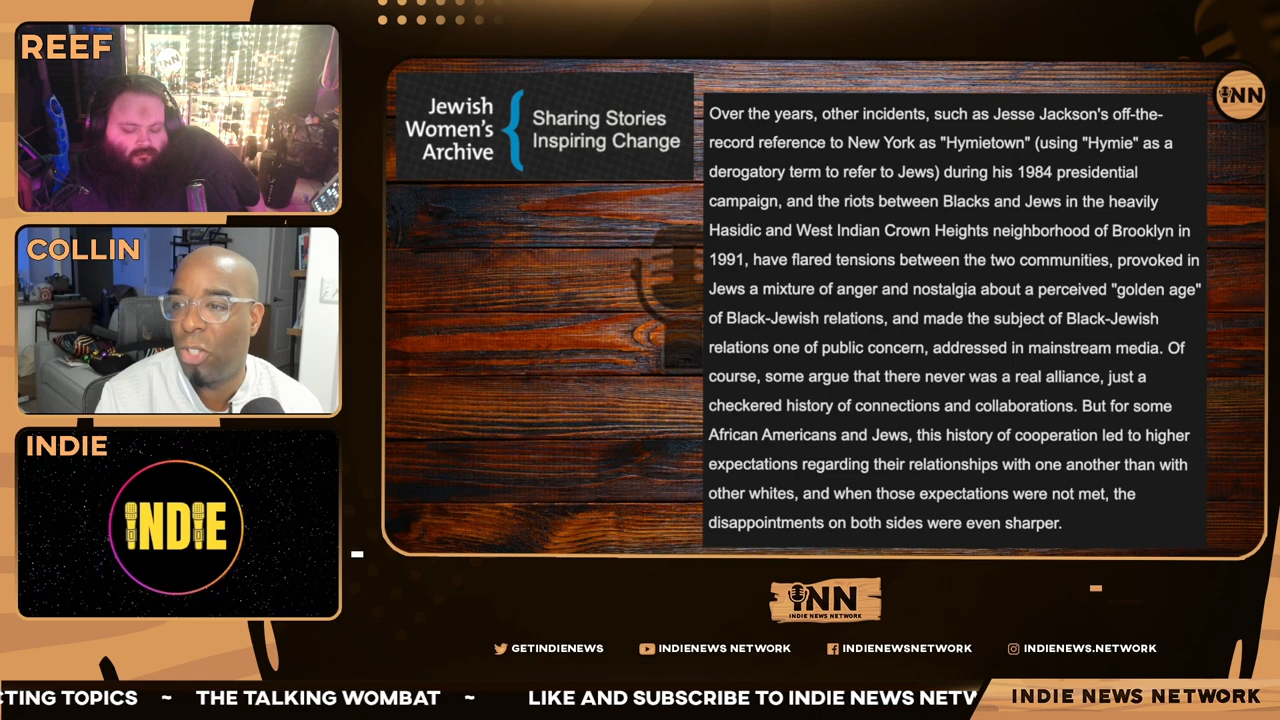 REEF
COLLIN
INDIE
INDIE
Jewish
Women's
Archive
Sharing Stories
Inspiring Change
INN
Over the years, other incidents, such as Jesse Jackson's off-the-
record reference to New York as "Hymietown" (using "Hymie" as a
derogatory term to refer to Jews) during his 1984 presidential
campaign, and the riots between Blacks and Jews in the heavily
Hasidic and West Indian Crown Heights neighborhood of Brooklyn in
1991, have flared tensions between the two communities, provoked in
Jews a mixture of anger and nostalgia about a perceived "golden age"
of Black-Jewish relations, and made the subject of Black-Jewish
relations one of public concern, addressed in mainstream media. Of
course, some argue that there never was a real alliance, just a
checkered history of connections and collaborations. But for some
African Americans and Jews, this history of cooperation led to higher
expectations regarding their relationships with one another than with
other whites, and when those expectations were not met, the
disappointments on both sides were even sharper.
INN
INDIE NEWS NETWORK
GETINDIENEWS
INDIENEWS NETWORK
INDIENEWSNETWORK
INDIENEWS.NETWORK
CTING TOPICS ~ THE TALKING WOMBAT ~ LIKE AND SUBSCRIBE TO INDIE NEWS NETW
INDIE NEWS NETWORK